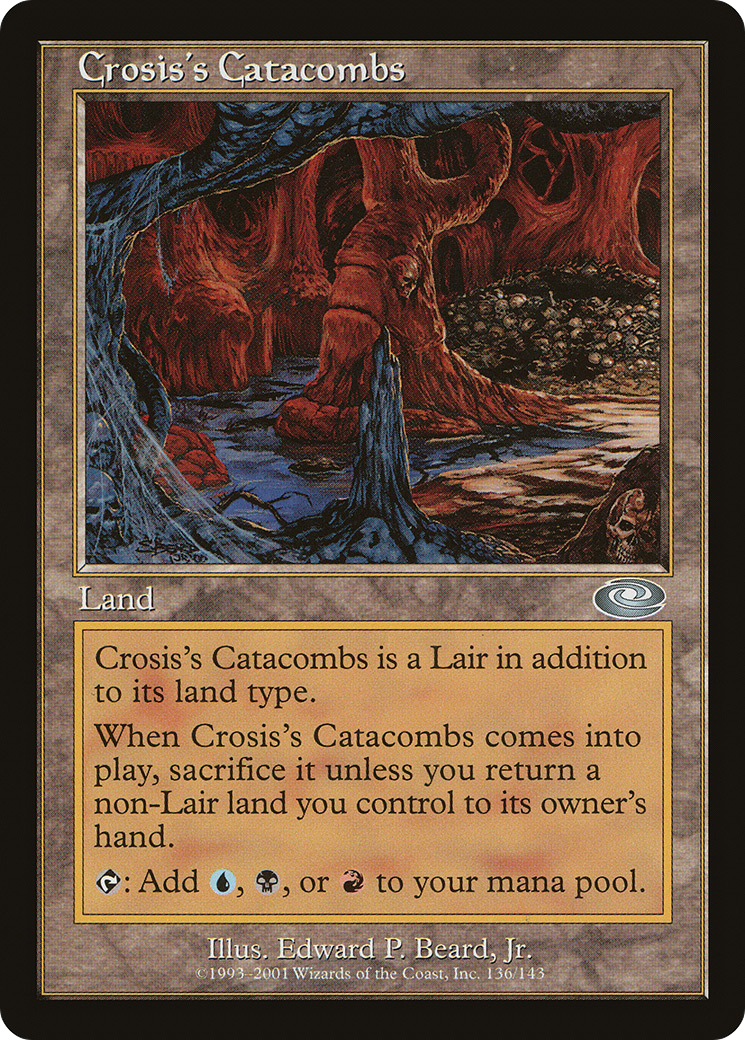 Crosis's Catacombs
Land
Crosis's Catacombs is a Lair in addition
to its land type.
When Crosis's Catacombs comes into
play, sacrifice it unless you return a
non-Lair land you control to its owner's
hand.
: Add , , or to your mana pool.
Illus. Edward P. Beard, Jr.
©1993–2001 Wizards of the Coast, Inc. 136/143